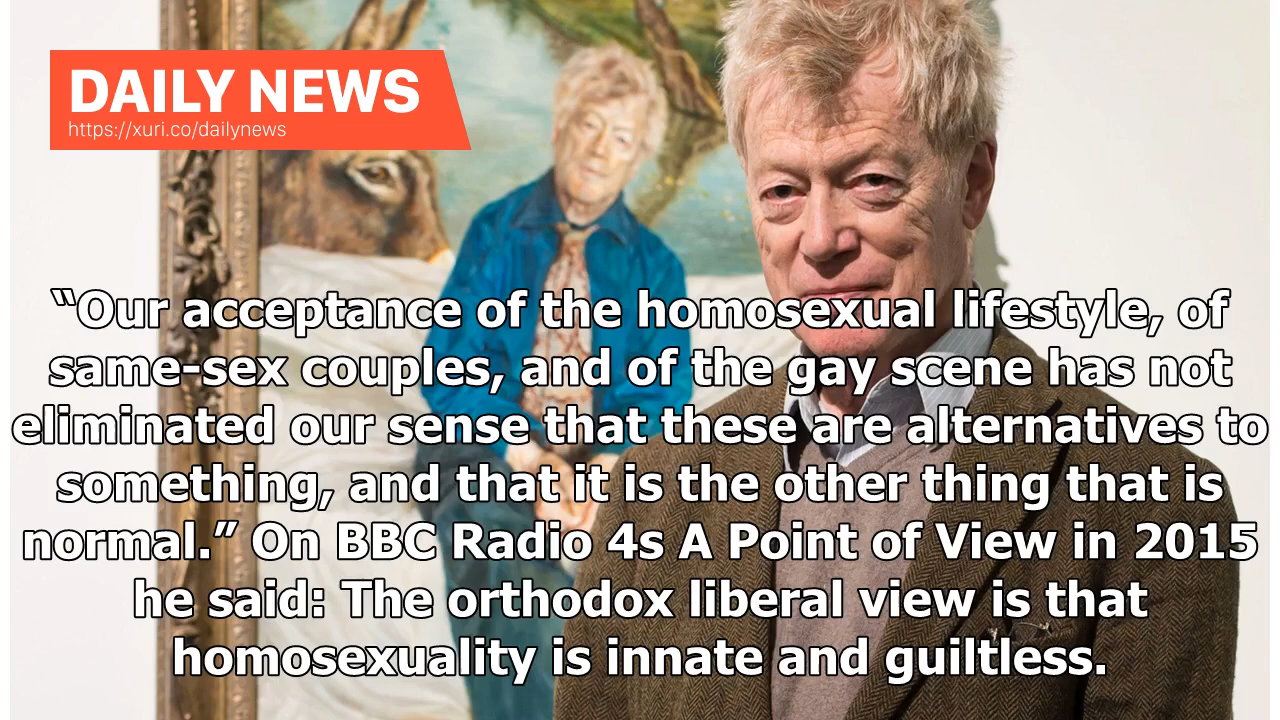 DAILY NEWS
https://xuri.co/dailynews
“Our acceptance of the homosexual lifestyle, of
same-sex couples, and of the gay scene has not
eliminated our sense that these are alternatives to
something, and that it is the other thing that is
normal.” On BBC Radio 4s A Point of View in 2015
he said: The orthodox liberal view is that
homosexuality is innate and guiltless.